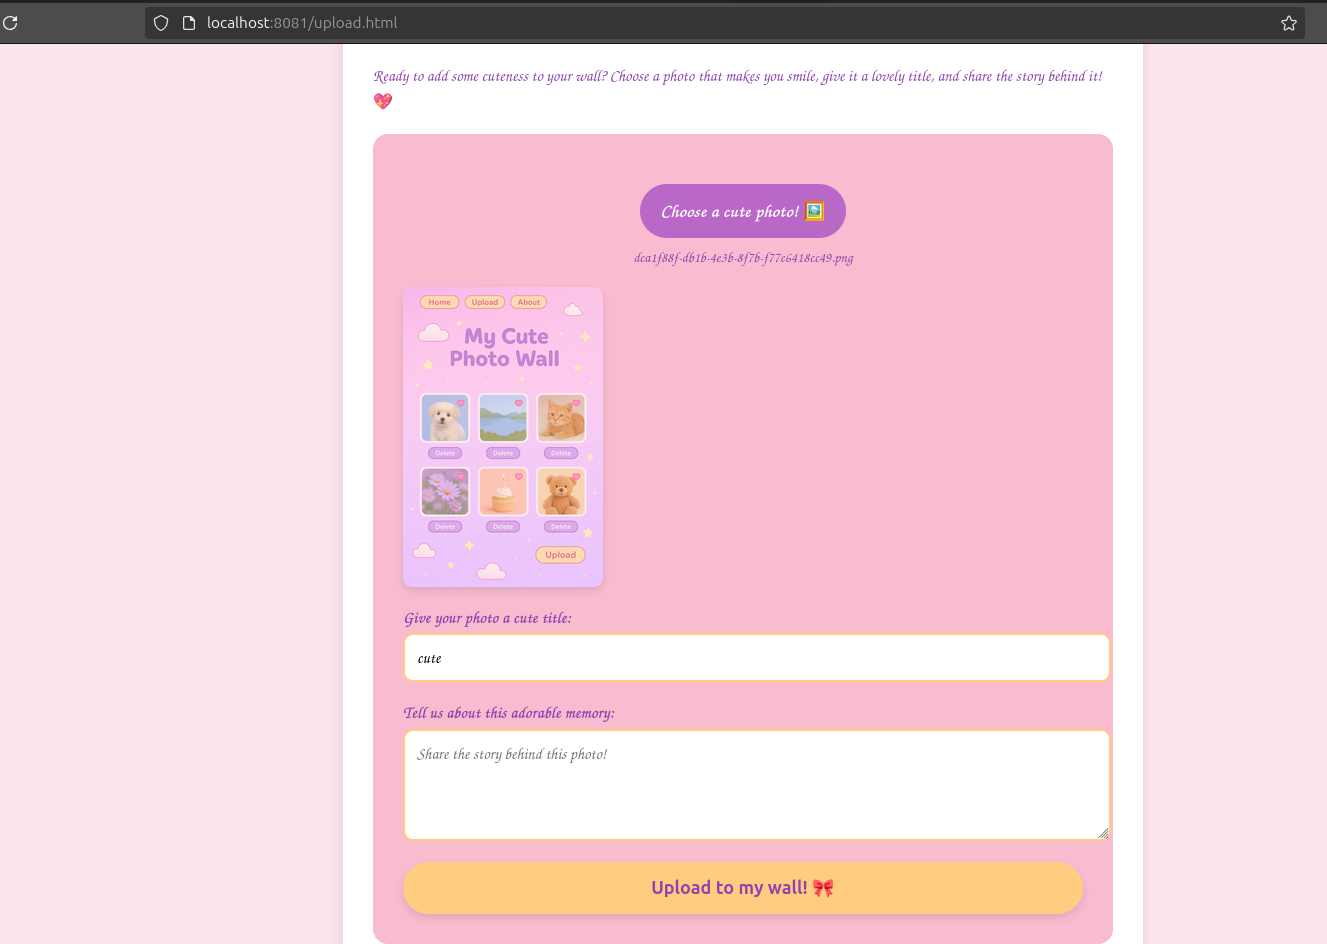 localhost:8081/upload.html
Ready to add some cuteness to your wall? Choose a photo that makes you smile, give it a lovely title, and share the story behind it!
💖
Choose a cute photo! 🖼️
dca1f88f-db1b-4e3b-8f7b-f77c6418cc49.png
Home Upload About
My Cute
Photo Wall
Delete Delete Delete
Delete Delete Delete
Upload
Give your photo a cute title:
cute
Tell us about this adorable memory:
Share the story behind this photo!
Upload to my wall! 🎀